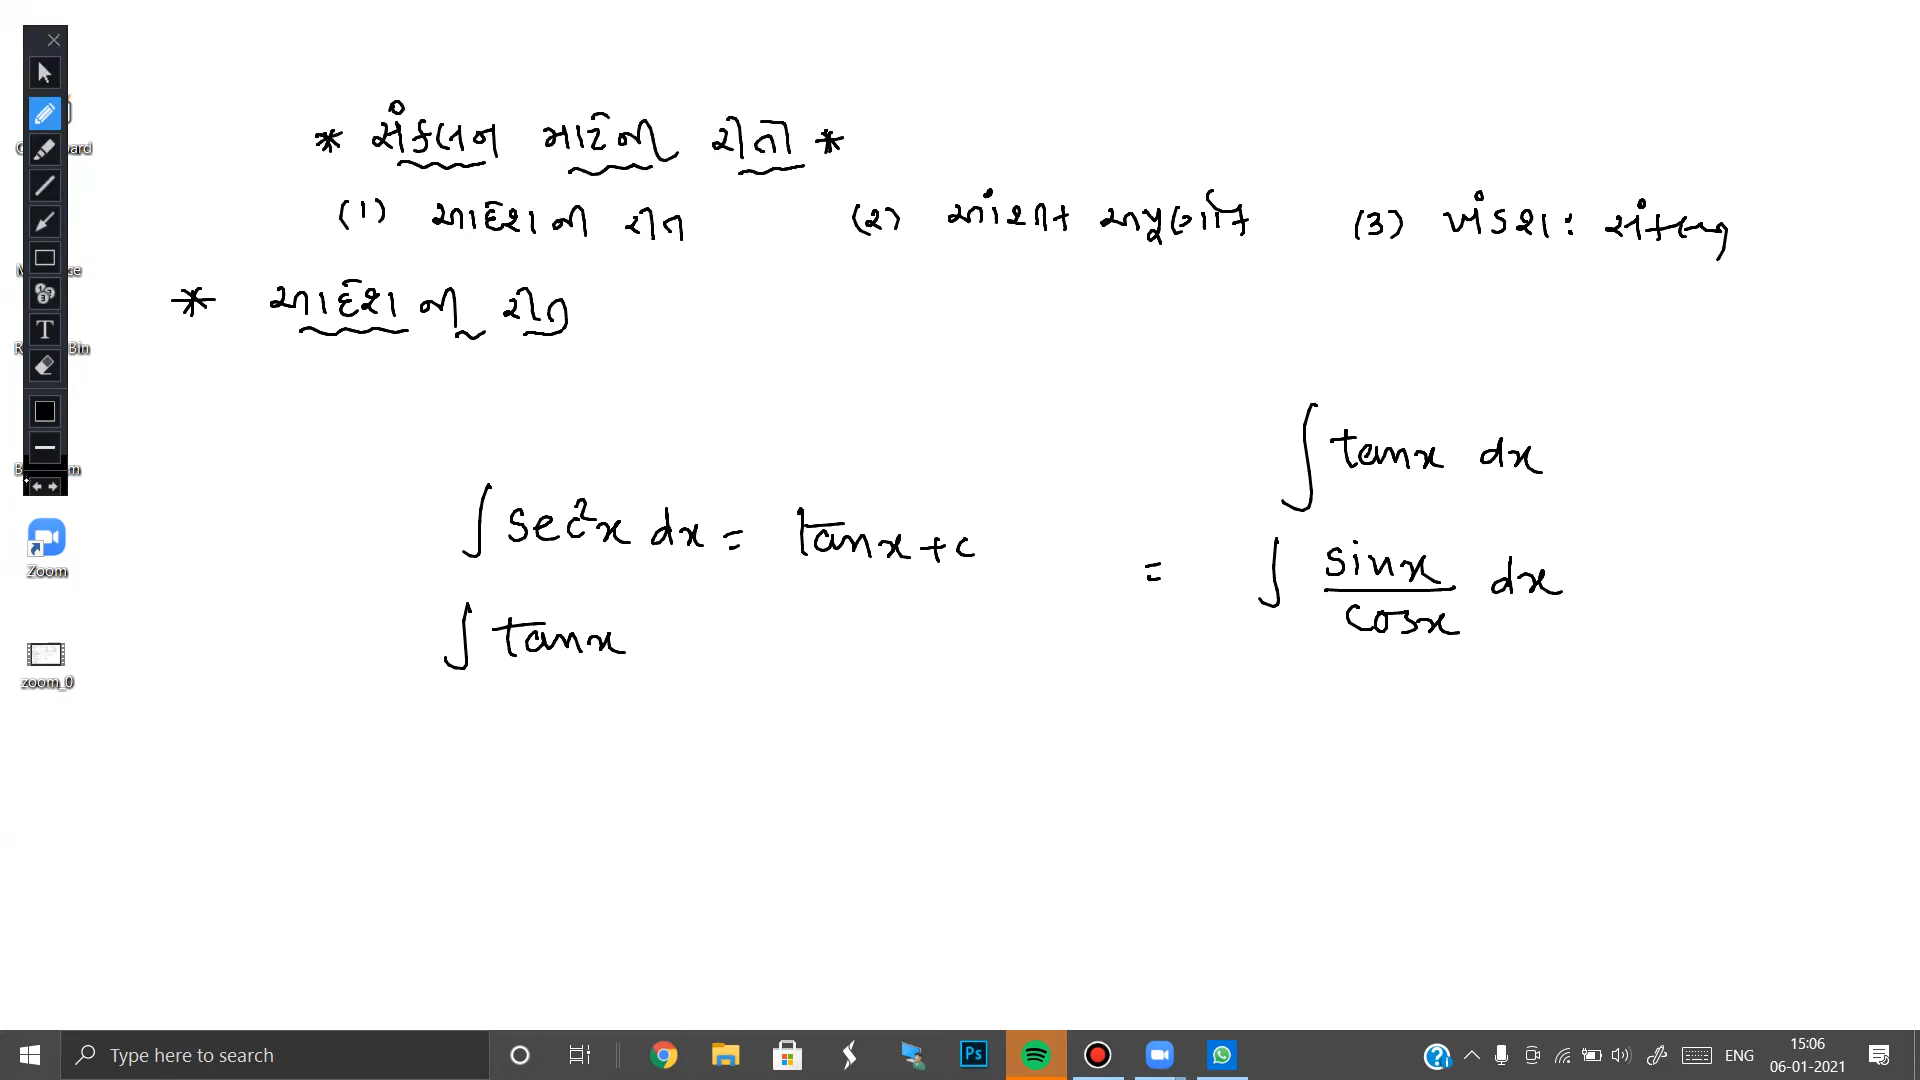 * સંકલન માટેની રીતો *
(1) આદેશની રીત (2) આંશિક અપૂર્ણાંક (3) ખંડશઃ સંકલન
* આદેશની રીત
∫ tanx dx
∫ sec²x dx = tanx + c
= ∫ sinx/cosx dx
∫ tanx
Zoom
zoom_0
Type here to search
Ps
ENG
15:06
06-01-2021